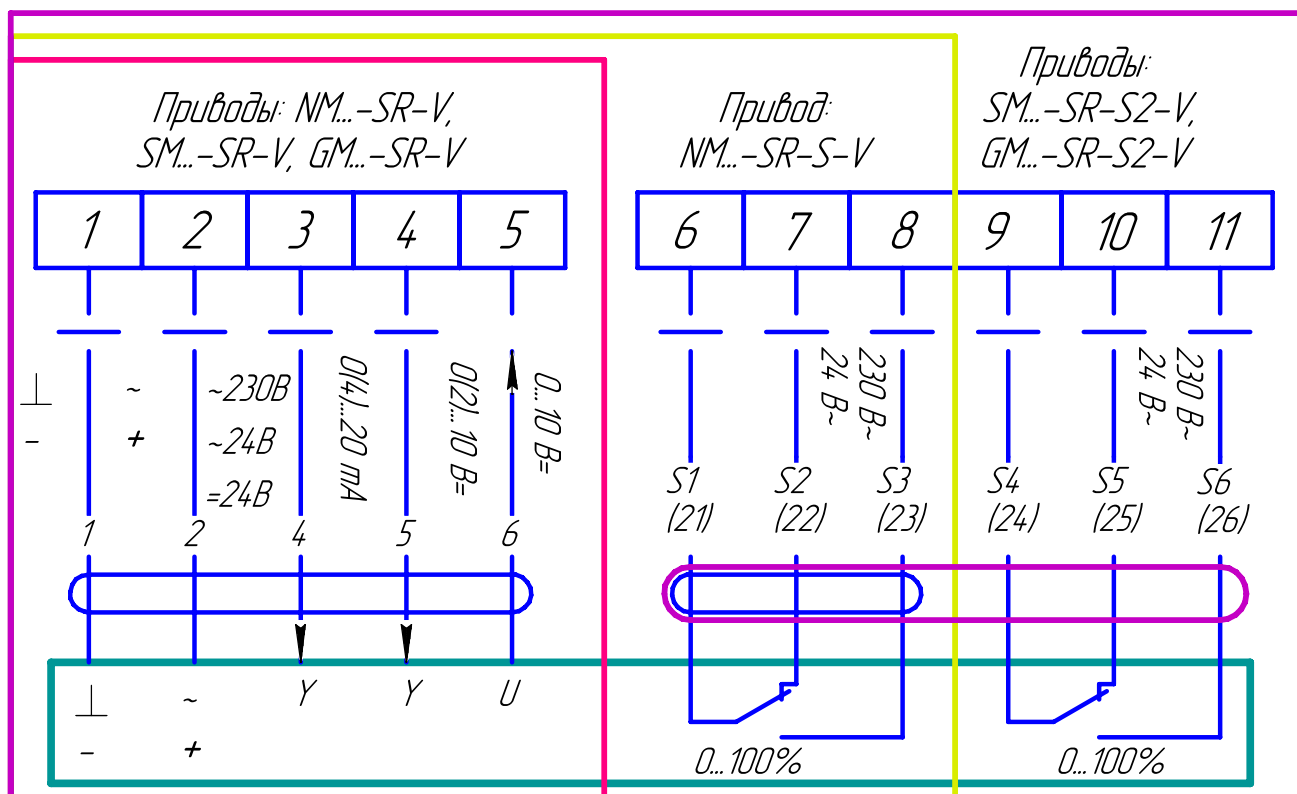 Приводы: NM...-SR-V,
SM...-SR-V, GM...-SR-V
Привод:
NM...-SR-S-V
Приводы:
SM...-SR-S2-V,
GM...-SR-S2-V
1 2 3 4 5
6 7 8 9 10 11
⊥ ~ ~230В
- + ~24В
=24В
0(4)...20 mA
0(2)...10 В=
0...10 В=
230 В~
24 В~
230 В~
24 В~
1 2 4 5 6
S1 S2 S3 S4 S5 S6
(21) (22) (23) (24) (25) (26)
⊥ ~ Y Y U
- +
0...100% 0...100%